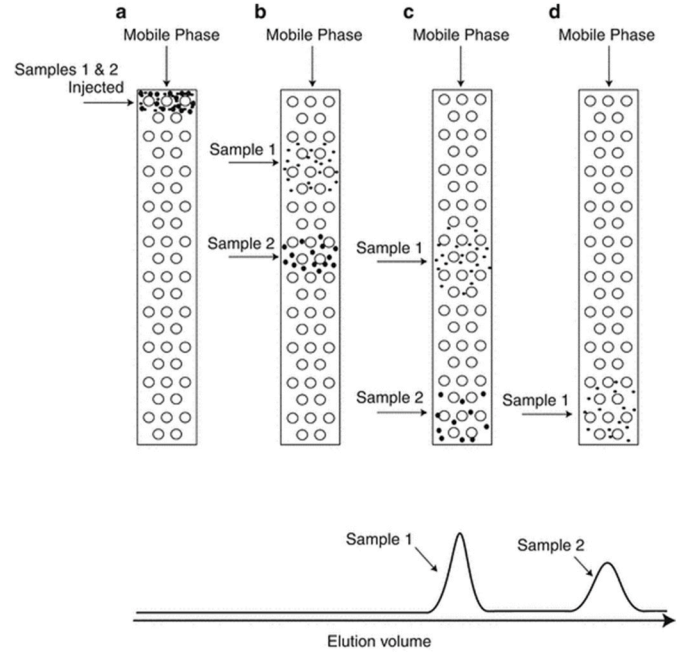 a
b
c
d
Mobile Phase
Mobile Phase
Mobile Phase
Mobile Phase
Samples 1 & 2
Injected
Sample 1
Sample 2
Sample 1
Sample 2
Sample 1
Sample 1
Sample 2
Elution volume